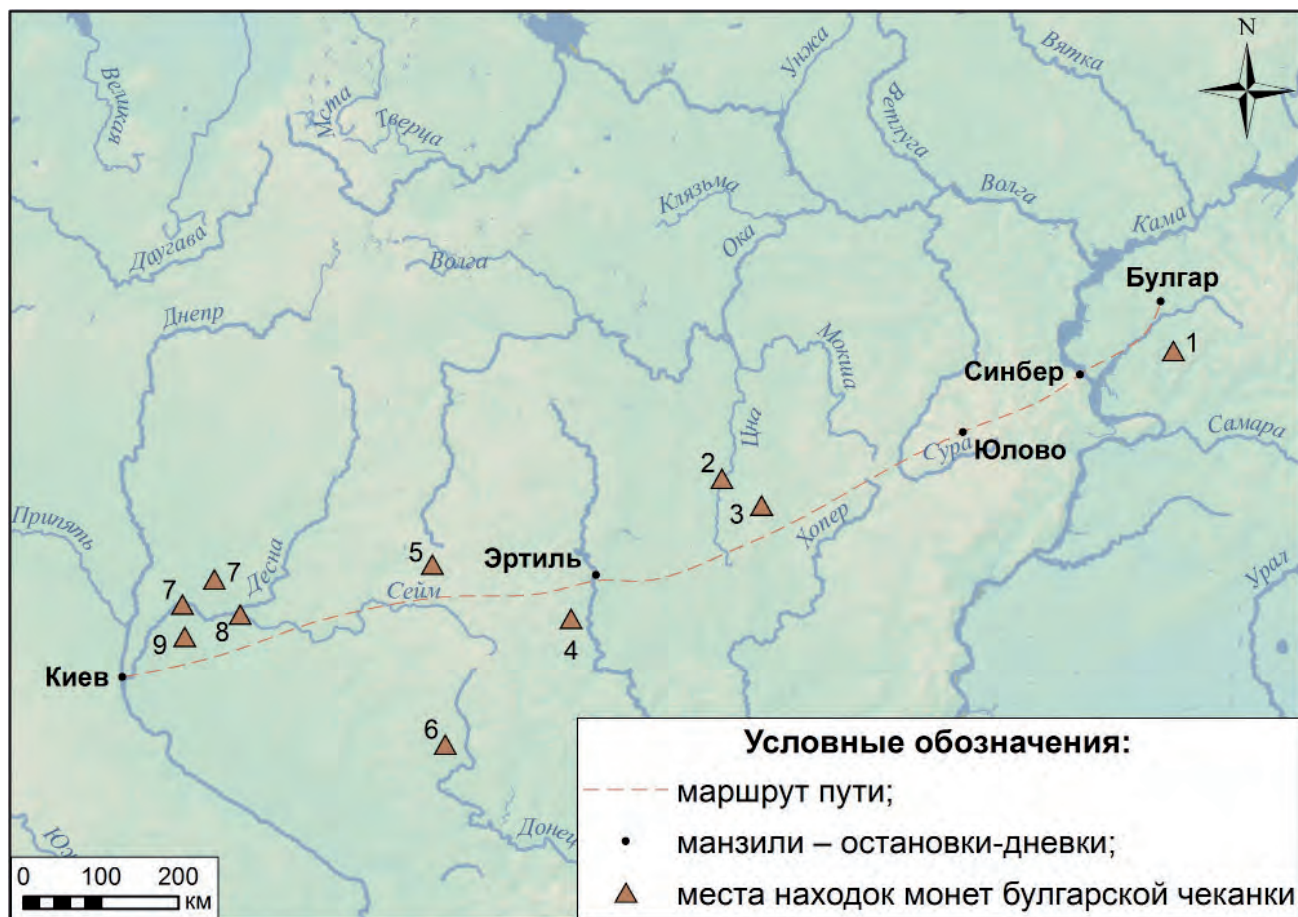 N
Великая
Мста
Тверца
Унжа
Ветлуга
Вятка
Клязьма
Волга
Кама
Даугава
Волга
Ока
Булгар
Днепр
Мокша
1
Синбер
Цна
Самара
Сура
Юлово
2
3
Припять
Хопер
5
Эртиль
7
7
Десна
Сейм
Урал
8
9
4
Киев
6
Донец
Юж
0 100 200
км
Условные обозначения:
маршрут пути;
манзили – остановки-дневки;
места находок монет булгарской чеканки